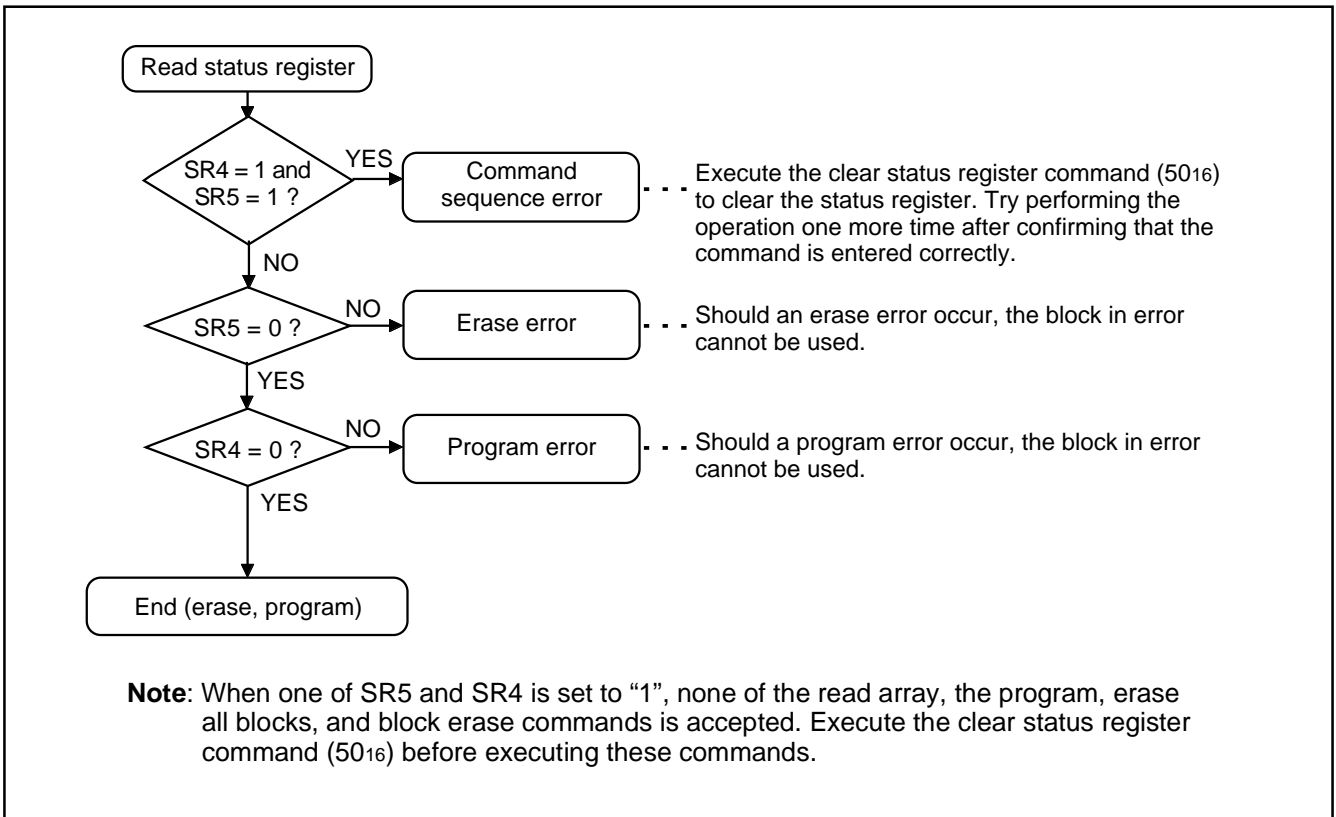 Read status register
SR4 = 1 and
SR5 = 1 ?
YES
Command
sequence error
Execute the clear status register command (5016)
to clear the status register. Try performing the
operation one more time after confirming that the
command is entered correctly.
NO
SR5 = 0 ?
NO
Erase error
Should an erase error occur, the block in error
cannot be used.
YES
SR4 = 0 ?
NO
Program error
Should a program error occur, the block in error
cannot be used.
YES
End (erase, program)
Note: When one of SR5 and SR4 is set to “1”, none of the read array, the program, erase
all blocks, and block erase commands is accepted. Execute the clear status register
command (5016) before executing these commands.